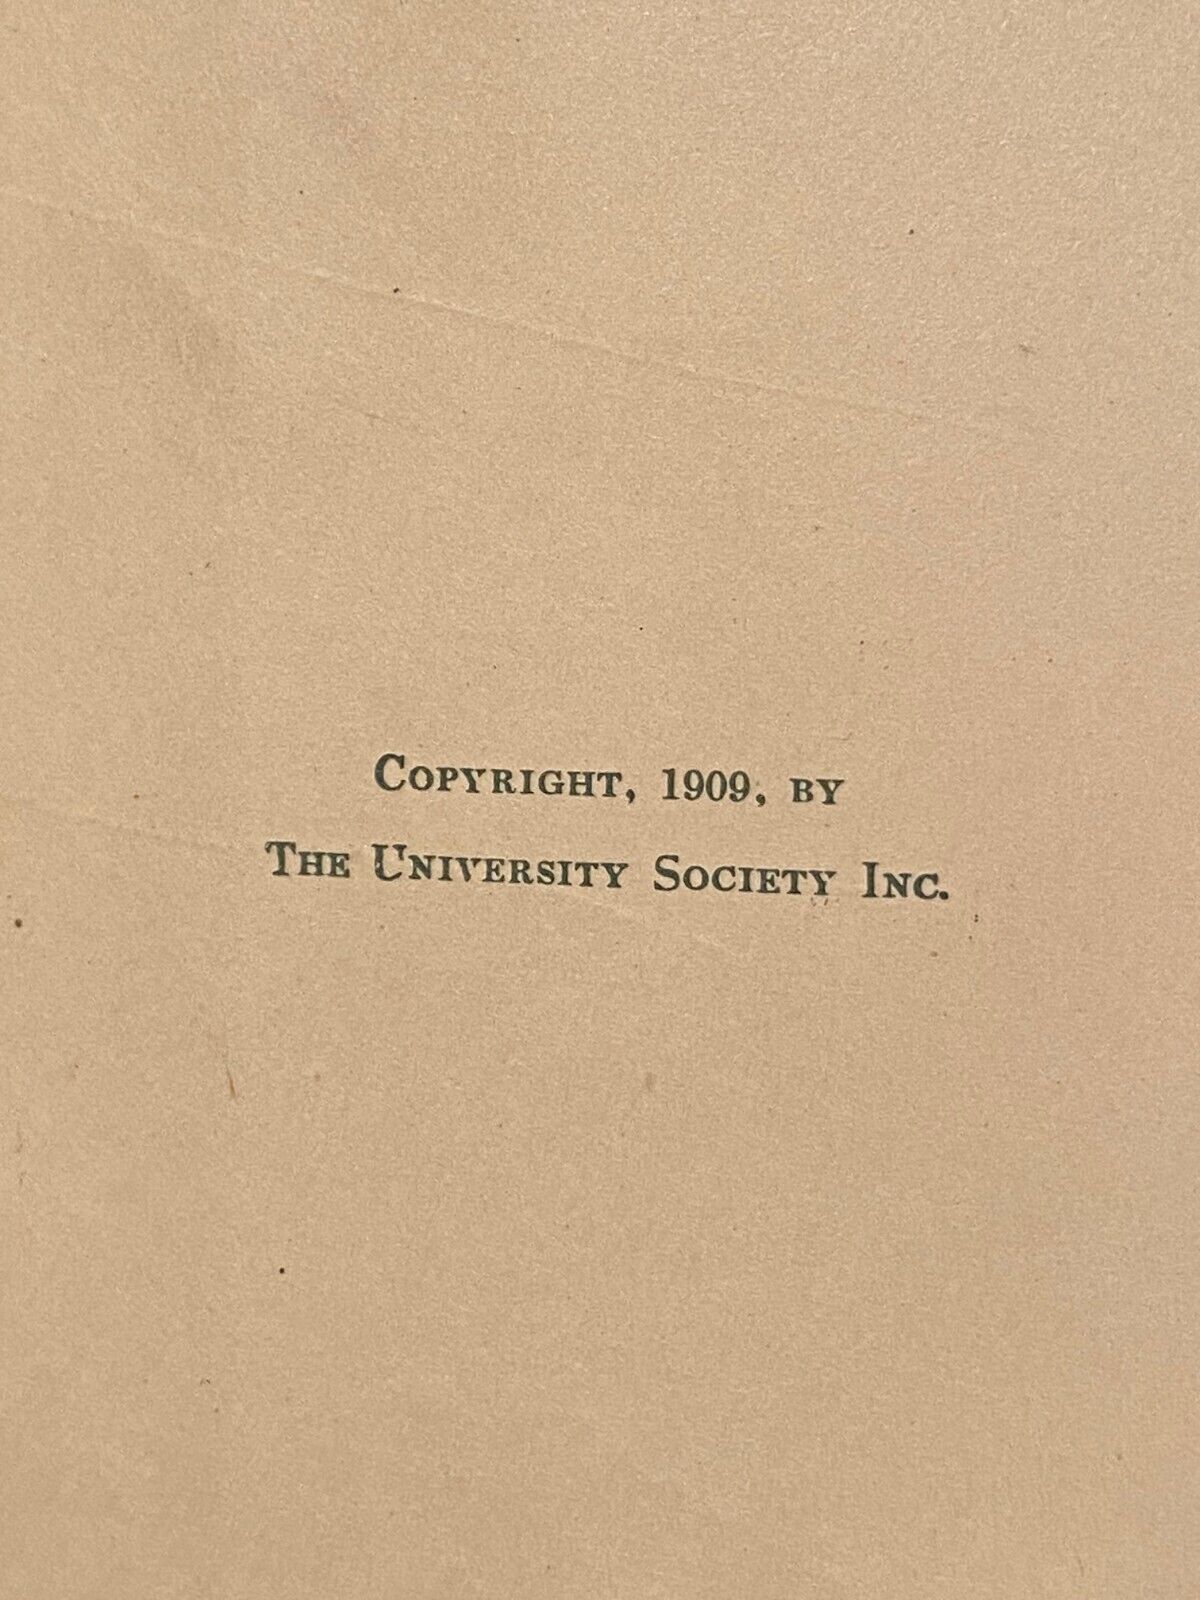 Copyright, 1909, by
The University Society Inc.